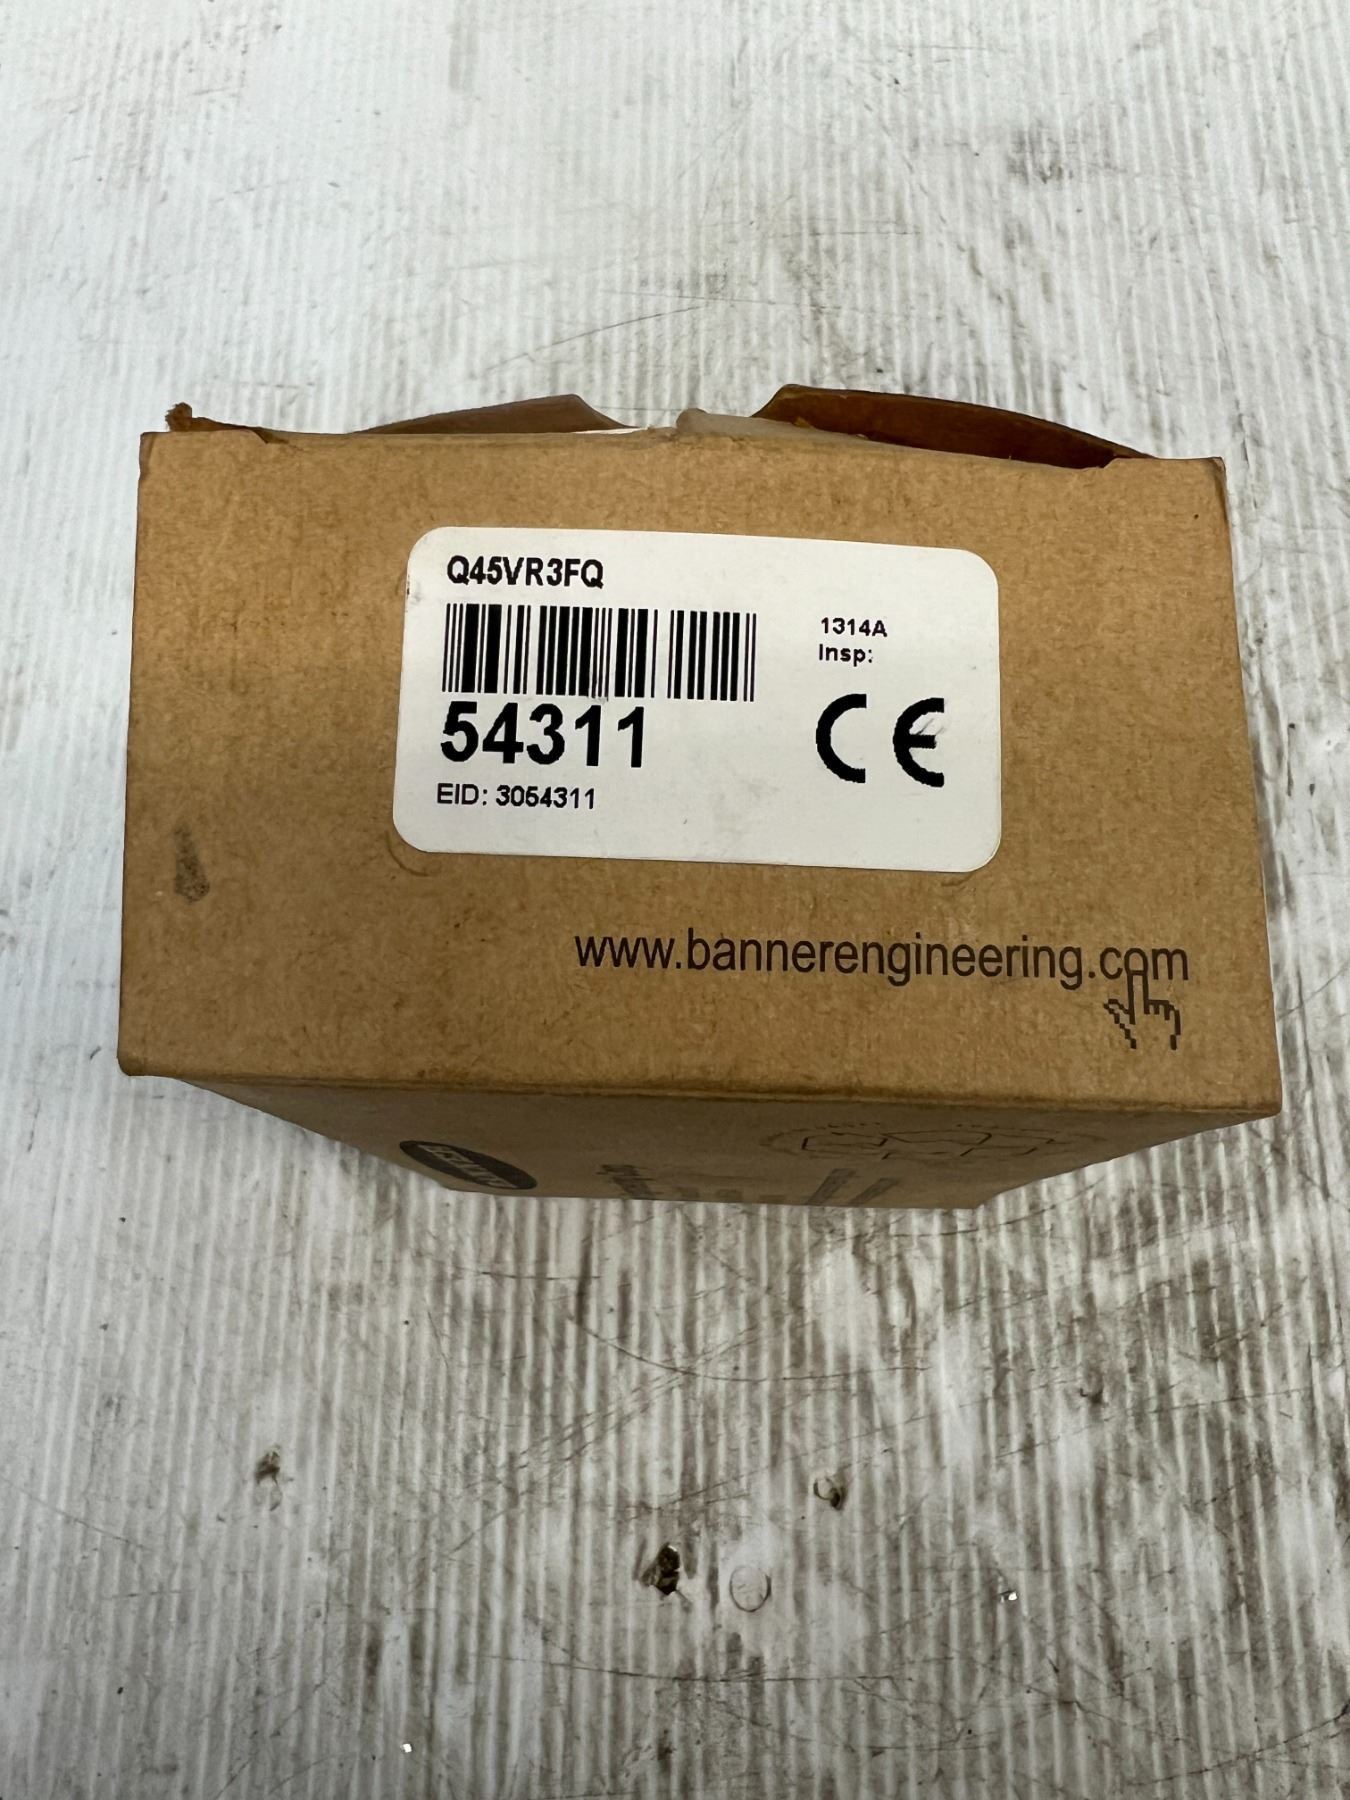 Q45VR3FQ
1314A
Insp:
54311
EID: 3054311
CE
www.bannerengineering.com